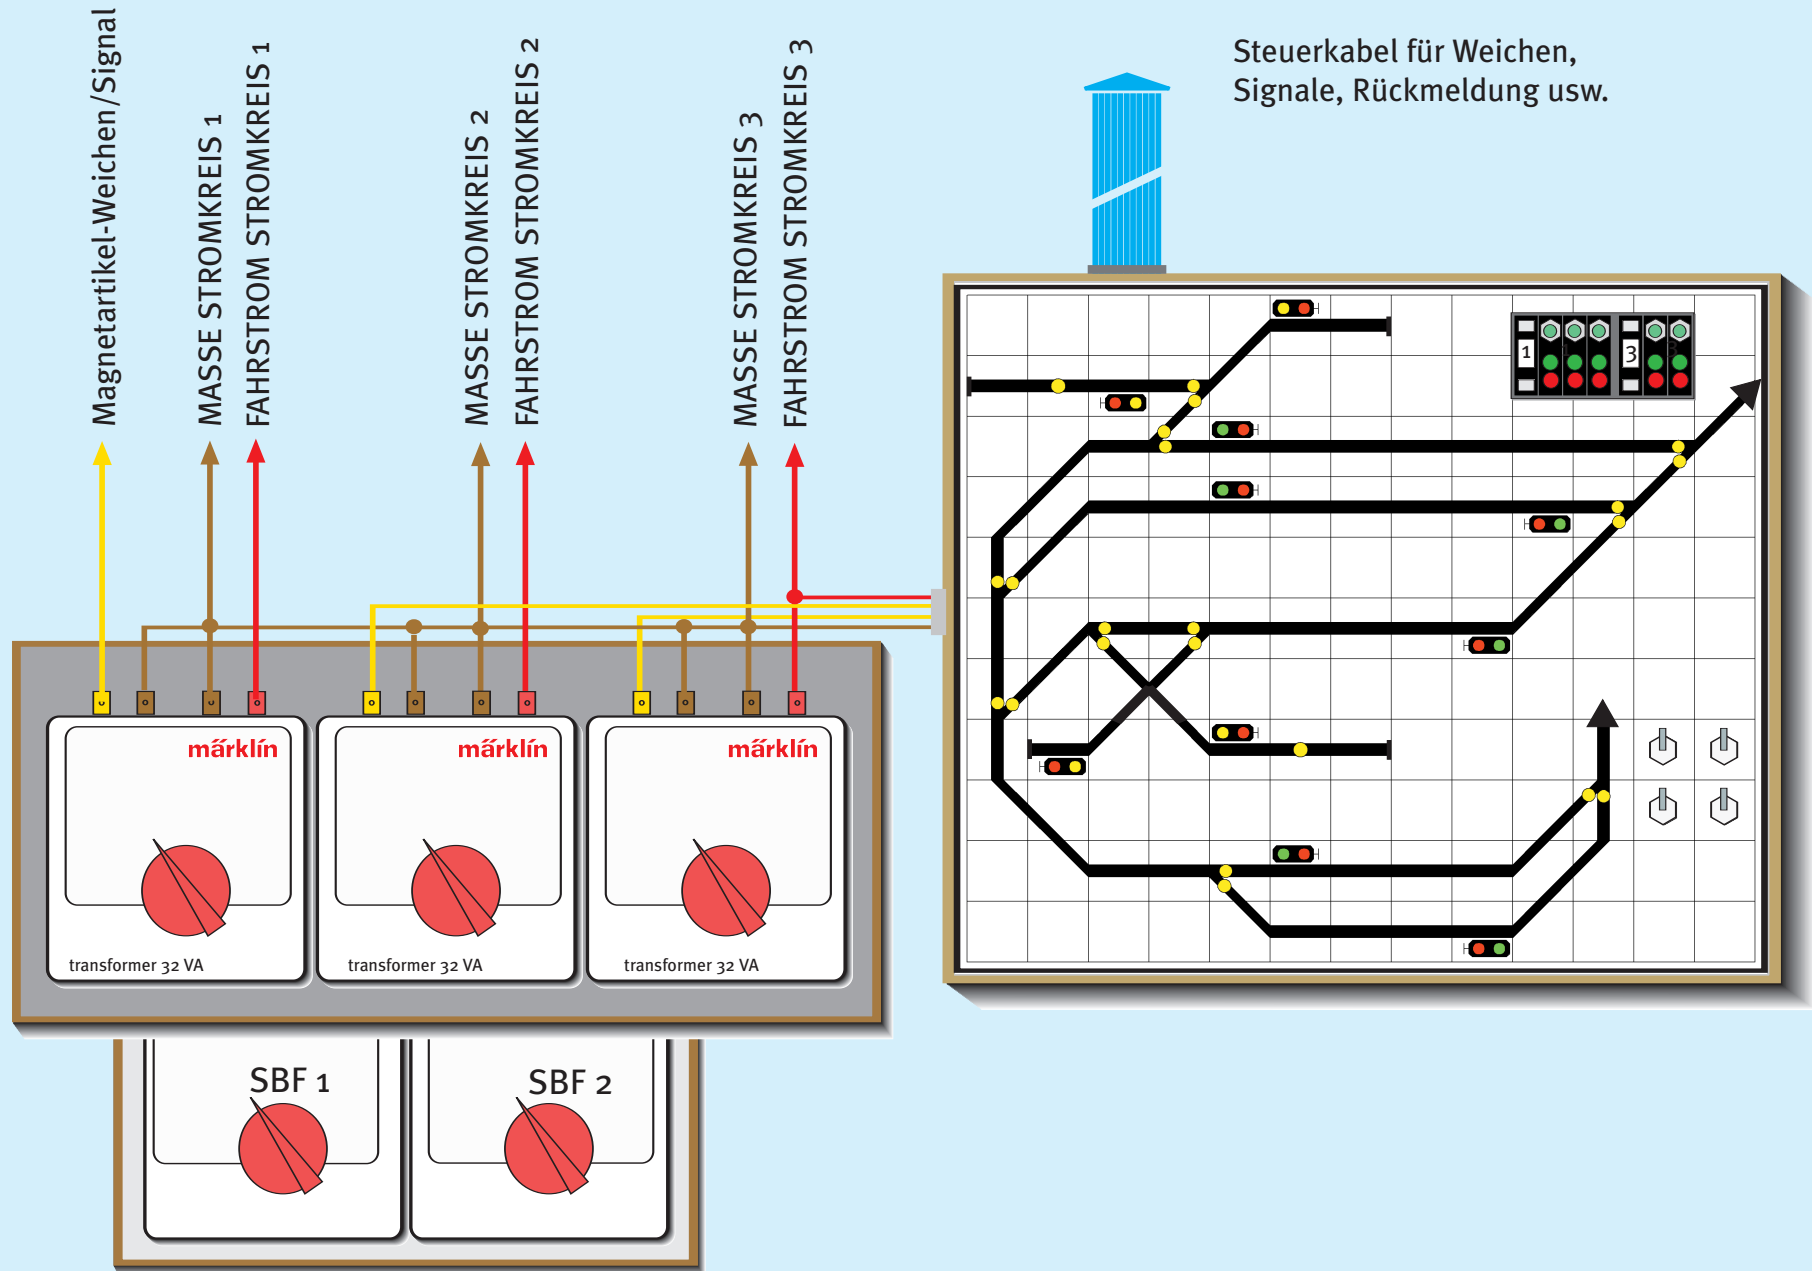 Magnetartikel-Weichen/Signal
MASSE STROMKREIS 1
FAHRSTROM STROMKREIS 1
MASSE STROMKREIS 2
FAHRSTROM STROMKREIS 2
MASSE STROMKREIS 3
FAHRSTROM STROMKREIS 3
Steuerkabel für Weichen,
Signale, Rückmeldung usw.
1
3
märklin
märklin
märklin
transformer 32 VA
transformer 32 VA
transformer 32 VA
SBF 1
SBF 2